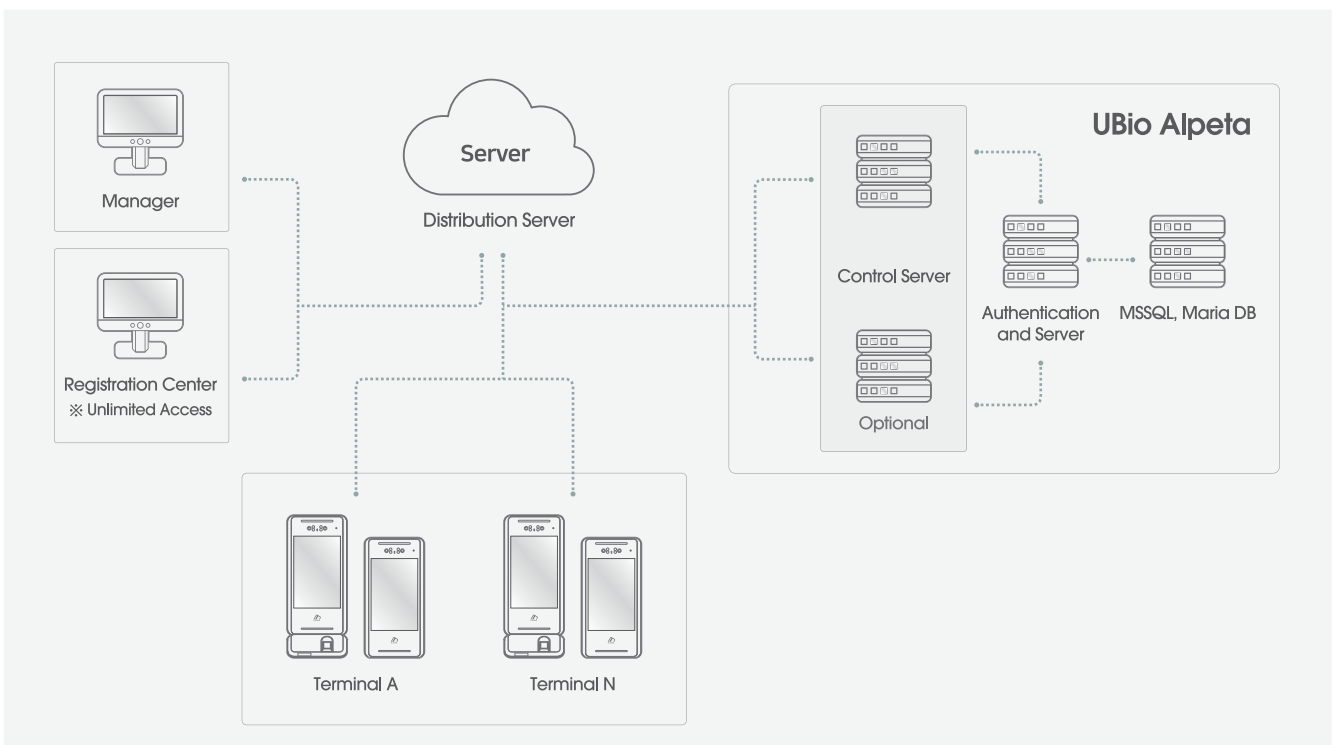 Manager
Registration Center
※ Unlimited Access
Server
Distribution Server
UBio Alpeta
Control Server
Optional
Authentication
and Server
MSSQL, Maria DB
Terminal A
Terminal N